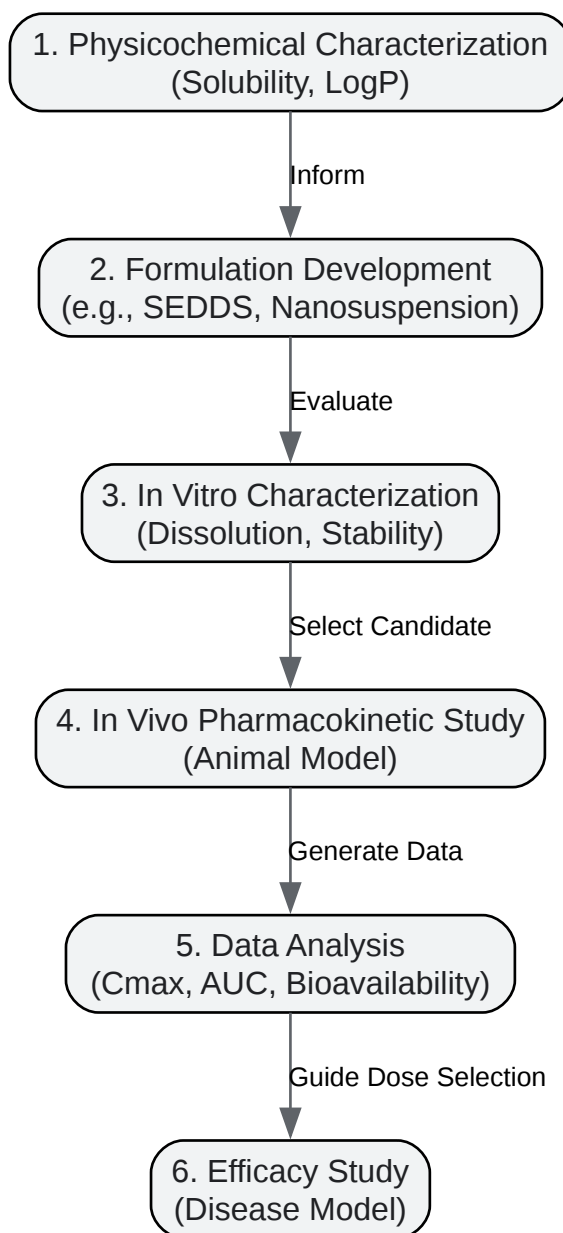 1. Physicochemical Characterization
(Solubility, LogP)
Inform
2. Formulation Development
(e.g., SEDDS, Nanosuspension)
Evaluate
3. In Vitro Characterization
(Dissolution, Stability)
Select Candidate
4. In Vivo Pharmacokinetic Study
(Animal Model)
Generate Data
5. Data Analysis
(Cmax, AUC, Bioavailability)
Guide Dose Selection
6. Efficacy Study
(Disease Model)